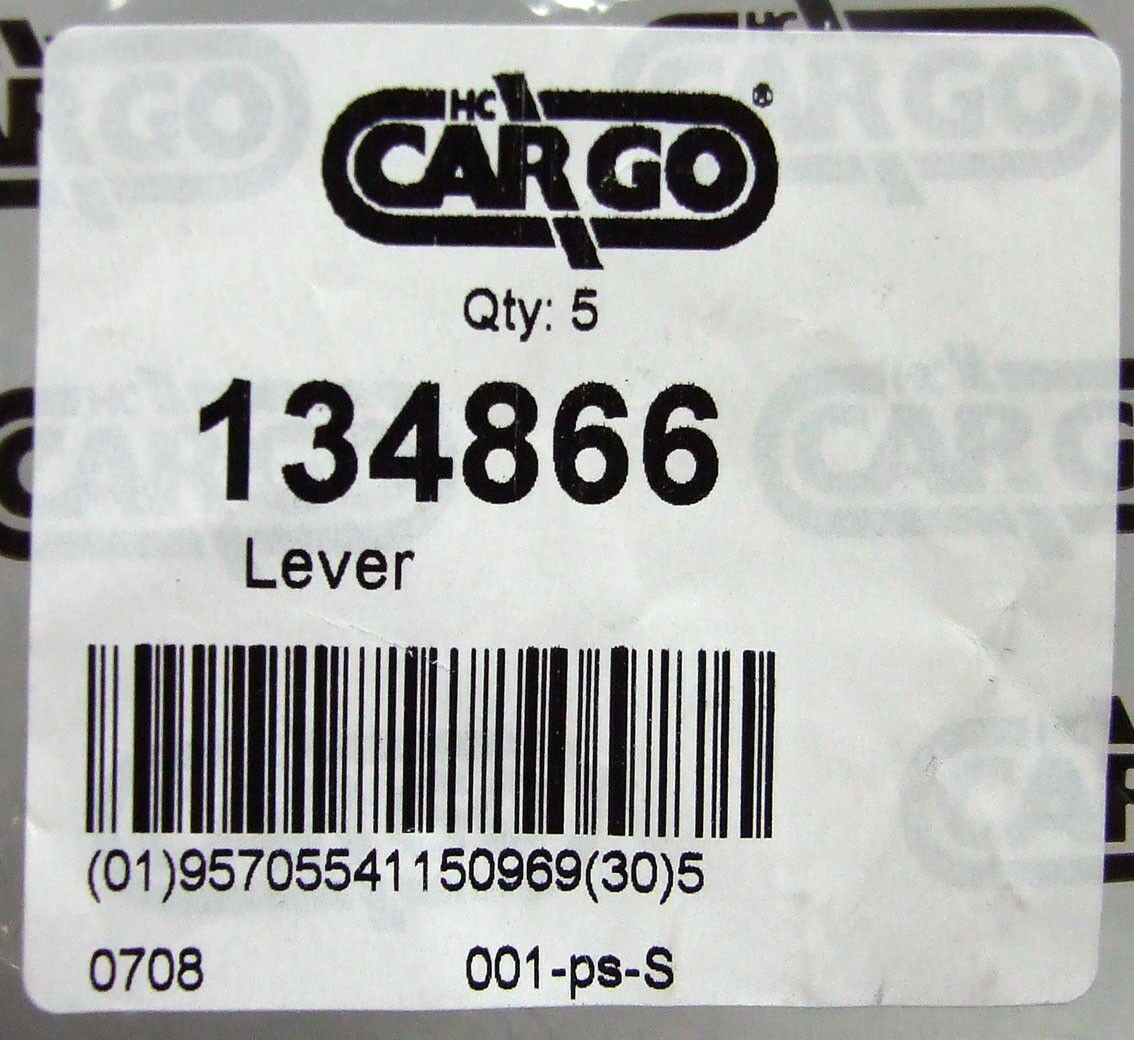 HC
CARGO®
Qty: 5
134866
Lever
(01)95705541150969(30)5
0708 001-ps-S